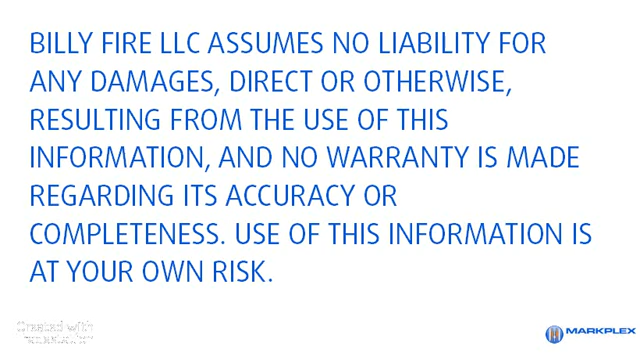 BILLY FIRE LLC ASSUMES NO LIABILITY FOR
ANY DAMAGES, DIRECT OR OTHERWISE,
RESULTING FROM THE USE OF THIS
INFORMATION, AND NO WARRANTY IS MADE
REGARDING ITS ACCURACY OR
COMPLETENESS. USE OF THIS INFORMATION IS
AT YOUR OWN RISK.
Created with
MARKPLEX